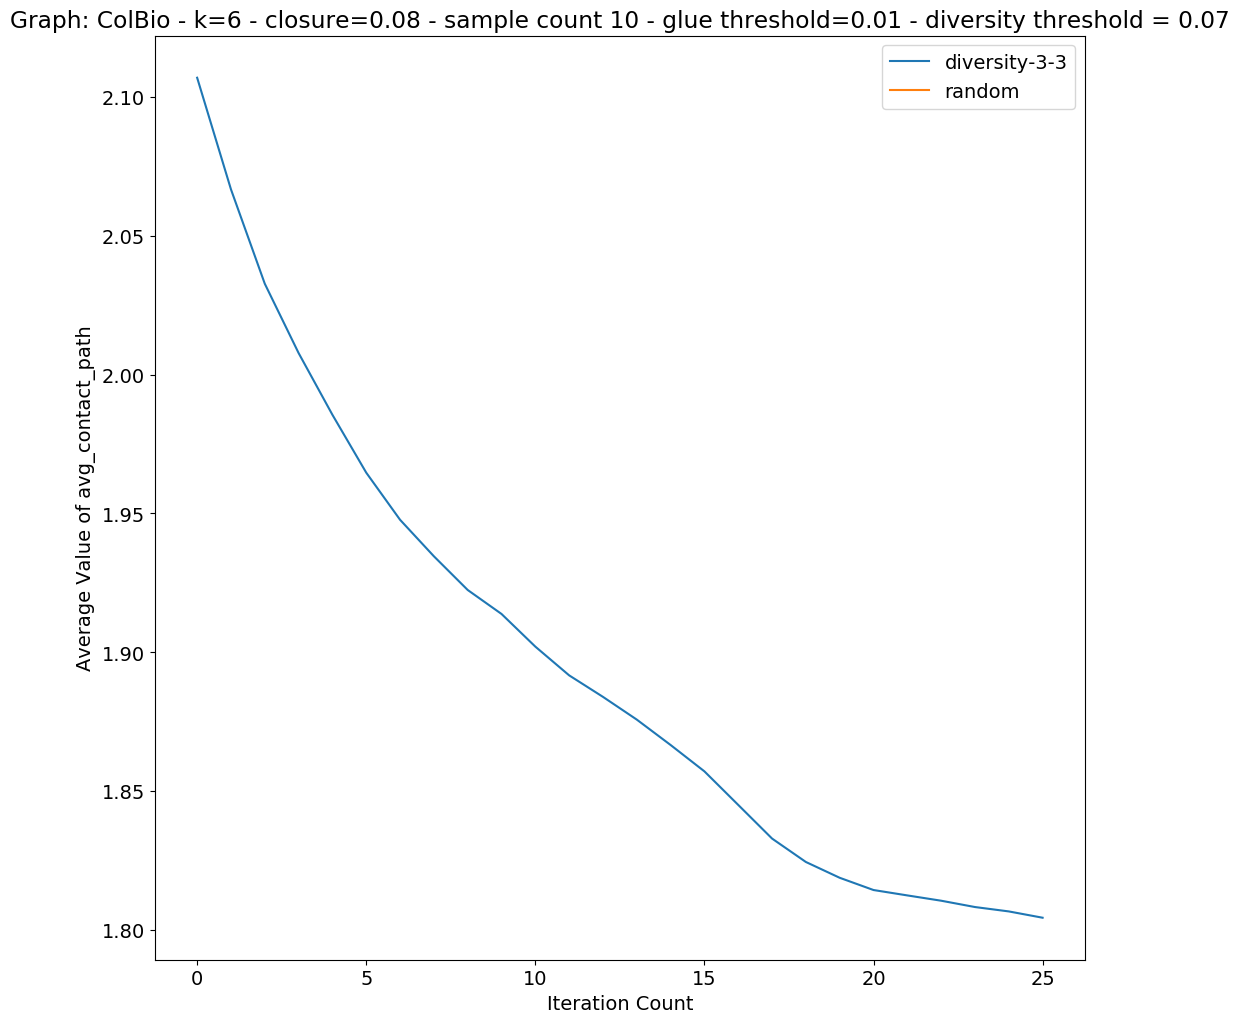 Graph: ColBio - k=6 - closure=0.08 - sample count 10 - glue threshold=0.01 - diversity threshold = 0.07
diversity-3-3
random
2.10
2.05
2.00
1.95
1.90
1.85
1.80
Average Value of avg_contact_path
0 5 10 15 20 25
Iteration Count